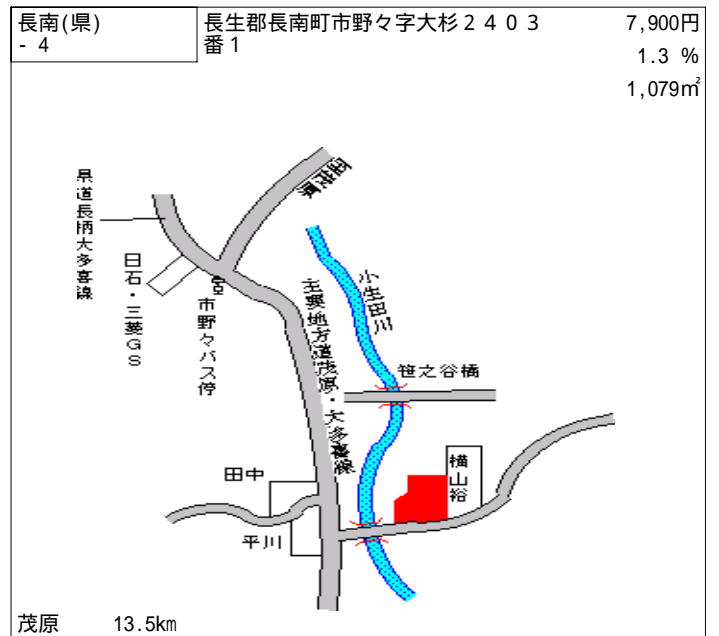 長南(県)
- 4
長生郡長南町市野々字大杉２４０３
番１
7,900円
1.3 %
1,079㎡
県道長柄大多喜線
日石・三菱ＧＳ
市野々バス停
主要地方道茂原・大多喜線
小生田川
笹之谷橋
横山裕
田中
平川
茂原 13.5km